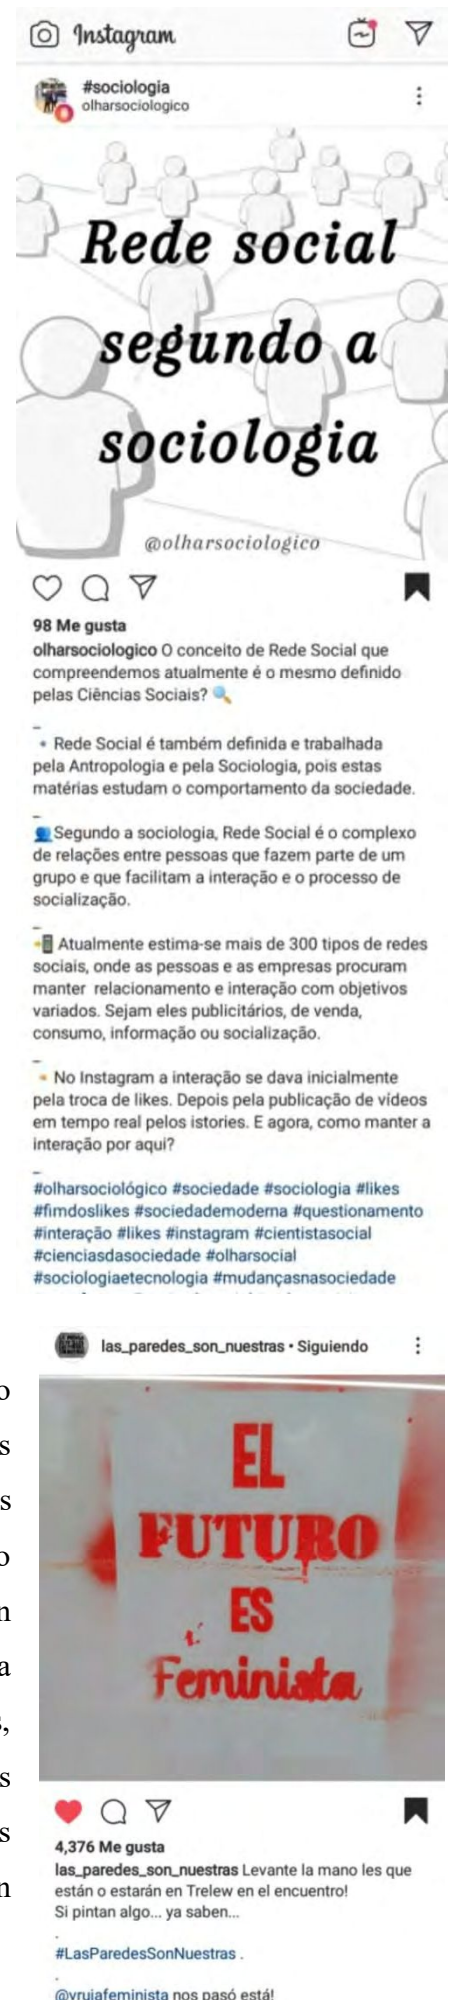 Instagram
#sociologia
olharsociologico
Rede social
segundo a
sociologia
@olharsociologico
98 Me gusta
olharsociologico O conceito de Rede Social que
compreendemos atualmente é o mesmo definido
pelas Ciências Sociais? 🔍
_
🔹 Rede Social é também definida e trabalhada
pela Antropologia e pela Sociologia, pois estas
matérias estudam o comportamento da sociedade.
_
👥Segundo a sociologia, Rede Social é o complexo
de relações entre pessoas que fazem parte de um
grupo e que facilitam a interação e o processo de
socialização.
_
📲 Atualmente estima-se mais de 300 tipos de redes
sociais, onde as pessoas e as empresas procuram
manter relacionamento e interação com objetivos
variados. Sejam eles publicitários, de venda,
consumo, informação ou socialização.
_
🔸 No Instagram a interação se dava inicialmente
pela troca de likes. Depois pela publicação de vídeos
em tempo real pelos istories. E agora, como manter a
interação por aqui?
_
#olharsociológico #sociedade #sociologia #likes
#fimdoslikes #sociedademoderna #questionamento
#interação #likes #instagram #cientistasocial
#cienciasdasociedade #olharsocial
#sociologiaetecnologia #mudançasnasociedade
las_paredes_son_nuestras • Siguiendo
EL
FUTURO
ES
Feminista
4,376 Me gusta
las_paredes_son_nuestras Levante la mano les que
están o estarán en Trelew en el encuentro!
Si pintan algo... ya saben...
.
#LasParedesSonNuestras .
.
@vrujafeminista nos pasó está!